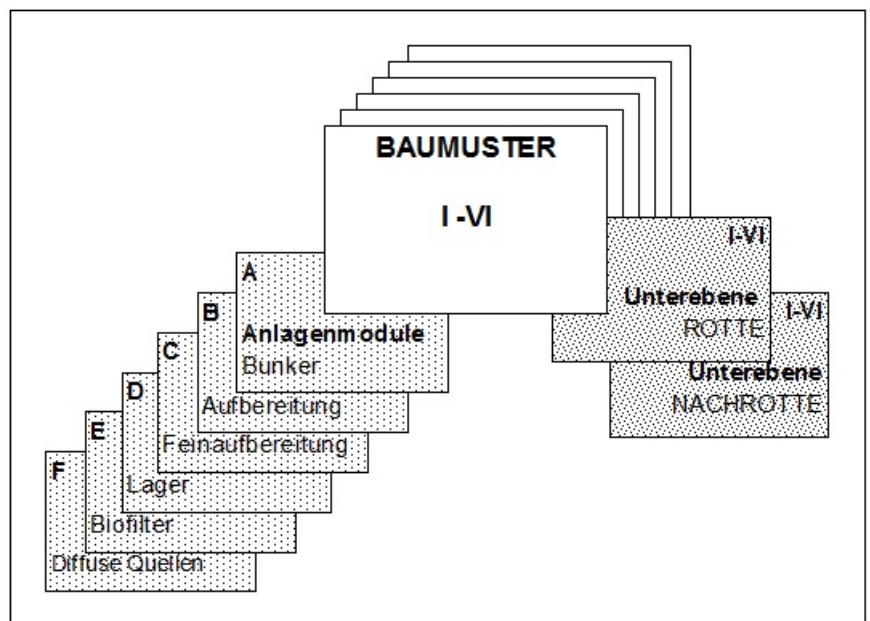 BAUMUSTER
I -VI
A
Anlagenmodule
Bunker
B
Aufbereitung
C
Feinaufbereitung
D
Lager
E
Biofilter
F
Diffuse Quellen
I-VI
Unterebene
ROTTE
I-VI
Unterebene
NACHROTTE